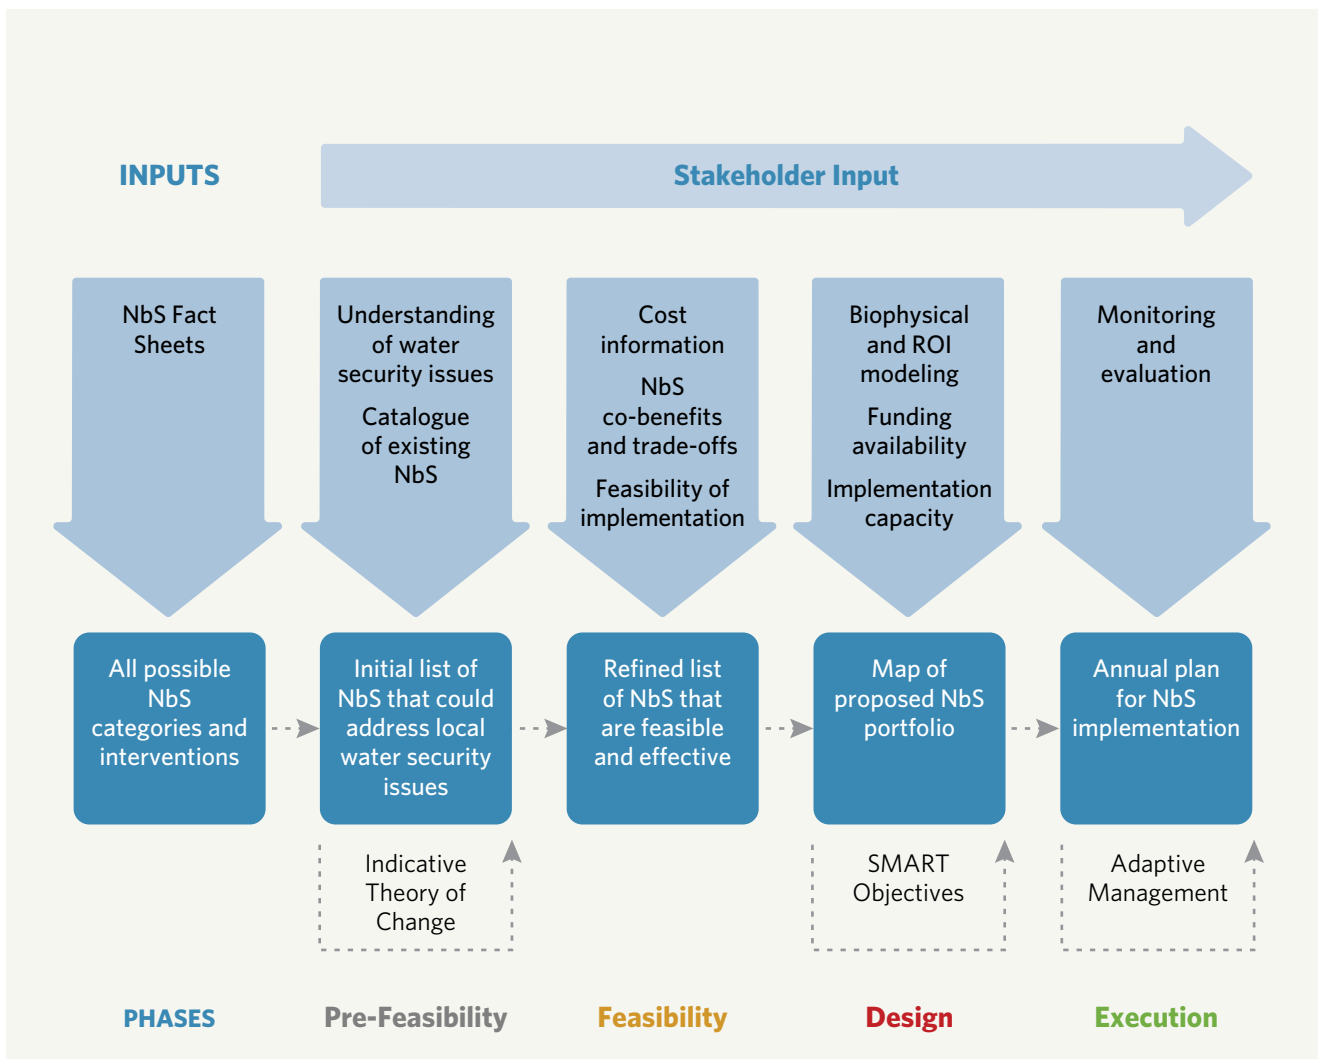 INPUTS
Stakeholder Input
NbS Fact
Sheets
Understanding
of water
security issues
Catalogue
of existing
NbS
Cost
information
NbS
co-benefits
and trade-offs
Feasibility of
implementation
Biophysical
and ROI
modeling
Funding
availability
Implementation
capacity
Monitoring
and
evaluation
All possible
NbS
categories and
interventions
Initial list of
NbS that could
address local
water security
issues
Refined list
of NbS that
are feasible
and effective
Map of
proposed NbS
portfolio
Annual plan
for NbS
implementation
Indicative
Theory of
Change
SMART
Objectives
Adaptive
Management
PHASES
Pre-Feasibility
Feasibility
Design
Execution